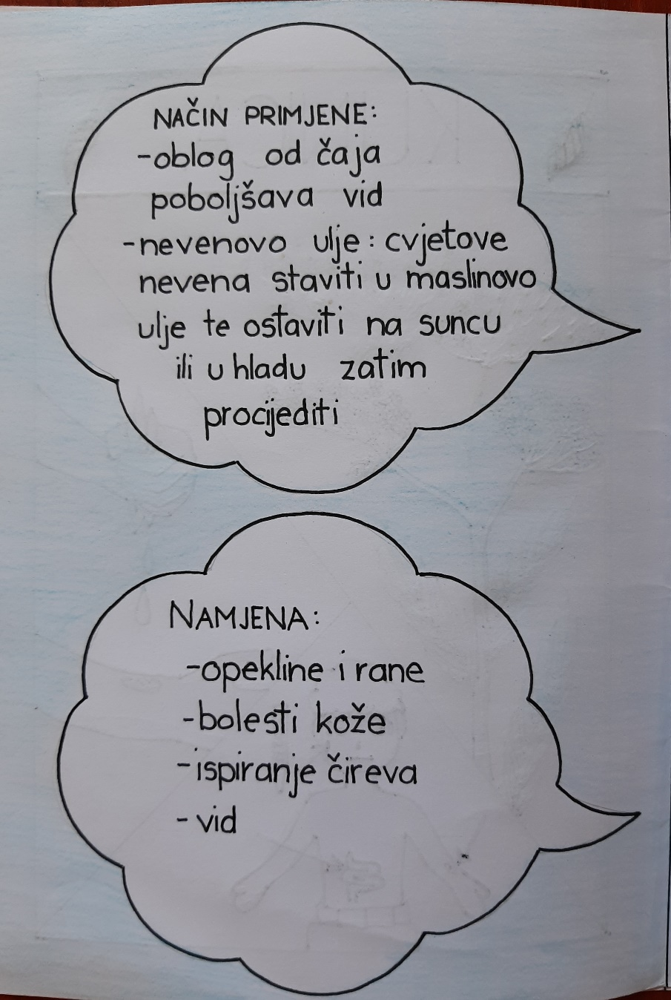 NAČIN PRIMJENE:
-oblog od čaja
poboljšava vid
-nevenovo ulje: cvjetove
nevena staviti u maslinovo
ulje te ostaviti na suncu
ili u hladu zatim
procijediti
NAMJENA:
-opekline i rane
-bolesti kože
-ispiranje čireva
- vid